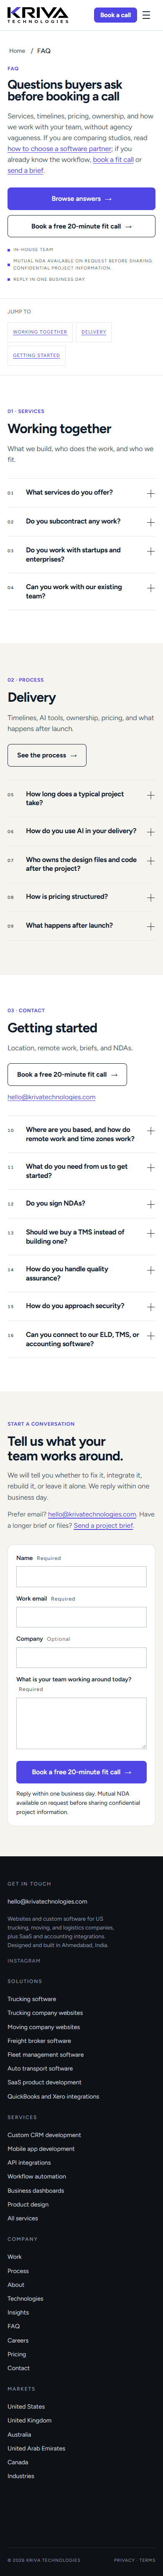 KRIVA
TECHNOLOGIES
Book a call
Home / FAQ
FAQ
Questions buyers ask
before booking a call
Services, timelines, pricing, ownership, and how
we work with your team, without agency
vagueness. If you are comparing studios, read
how to choose a software partner; if you
already know the workflow, book a fit call or
send a brief.
Browse answers →
Book a free 20-minute fit call →
IN-HOUSE TEAM
MUTUAL NDA AVAILABLE ON REQUEST BEFORE SHARING
CONFIDENTIAL PROJECT INFORMATION.
REPLY IN ONE BUSINESS DAY
JUMP TO
WORKING TOGETHER
DELIVERY
GETTING STARTED
01 · SERVICES
Working together
What we build, who does the work, and who we
fit.
01 What services do you offer?
02 Do you subcontract any work?
03 Do you work with startups and
enterprises?
04 Can you work with our existing
team?
02 · PROCESS
Delivery
Timelines, AI tools, ownership, pricing, and what
happens after launch.
See the process →
05 How long does a typical project
take?
06 How do you use AI in your delivery?
07 Who owns the design files and code
after the project?
08 How is pricing structured?
09 What happens after launch?
03 · CONTACT
Getting started
Location, remote work, briefs, and NDAs.
Book a free 20-minute fit call →
hello@krivatechnologies.com
10 Where are you based, and how do
remote work and time zones work?
11 What do you need from us to get
started?
12 Do you sign NDAs?
13 Should we buy a TMS instead of
building one?
14 How do you handle quality
assurance?
15 How do you approach security?
16 Can you connect to our ELD, TMS, or
accounting software?
START A CONVERSATION
Tell us what your
team works around.
We will tell you whether to fix it, integrate it,
rebuild it, or leave it alone. We reply within one
business day.
Prefer email? hello@krivatechnologies.com. Have
a longer brief or files? Send a project brief.
Name Required
Work email Required
Company Optional
What is your team working around today?
Required
Book a free 20-minute fit call →
Reply within one business day. Mutual NDA
available on request before sharing confidential
project information.
GET IN TOUCH
hello@krivatechnologies.com
Websites and custom software for US
trucking, moving, and logistics companies,
plus SaaS and accounting integrations.
Designed and built in Ahmedabad, India.
INSTAGRAM
SOLUTIONS
Trucking software
Trucking company websites
Moving company websites
Freight broker software
Fleet management software
Auto transport software
SaaS product development
QuickBooks and Xero integrations
SERVICES
Custom CRM development
Mobile app development
API integrations
Workflow automation
Business dashboards
Product design
All services
COMPANY
Work
Process
About
Technologies
Insights
FAQ
Careers
Pricing
Contact
MARKETS
United States
United Kingdom
Australia
United Arab Emirates
Canada
Industries
© 2026 KRIVA TECHNOLOGIES
PRIVACY · TERMS